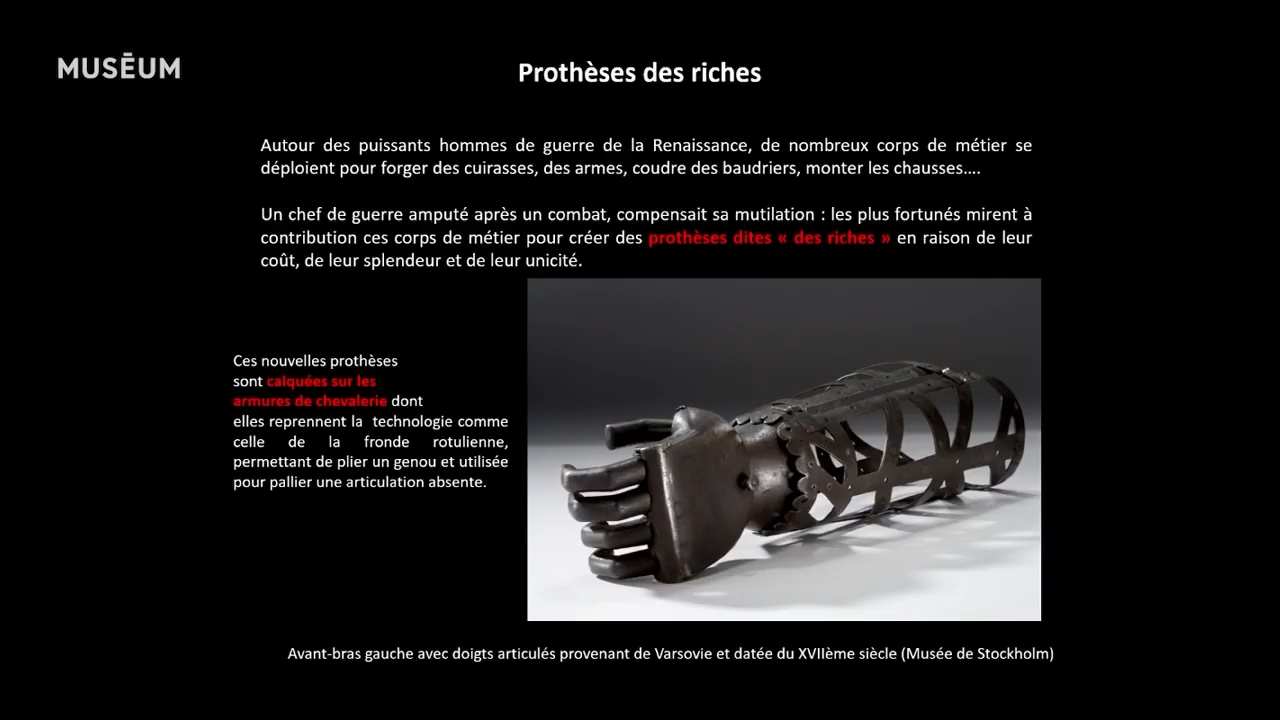 MUSĒUM
Prothèses des riches
Autour des puissants hommes de guerre de la Renaissance, de nombreux corps de métier se
déploient pour forger des cuirasses, des armes, coudre des baudriers, monter les chausses....
Un chef de guerre amputé après un combat, compensait sa mutilation : les plus fortunés mirent à
contribution ces corps de métier pour créer des prothèses dites « des riches » en raison de leur
coût, de leur splendeur et de leur unicité.
Ces nouvelles prothèses
sont calquées sur les
armures de chevalerie dont
elles reprennent la technologie comme
celle de la fronde rotulienne,
permettant de plier un genou et utilisée
pour pallier une articulation absente.
Avant-bras gauche avec doigts articulés provenant de Varsovie et datée du XVIIème siècle (Musée de Stockholm)